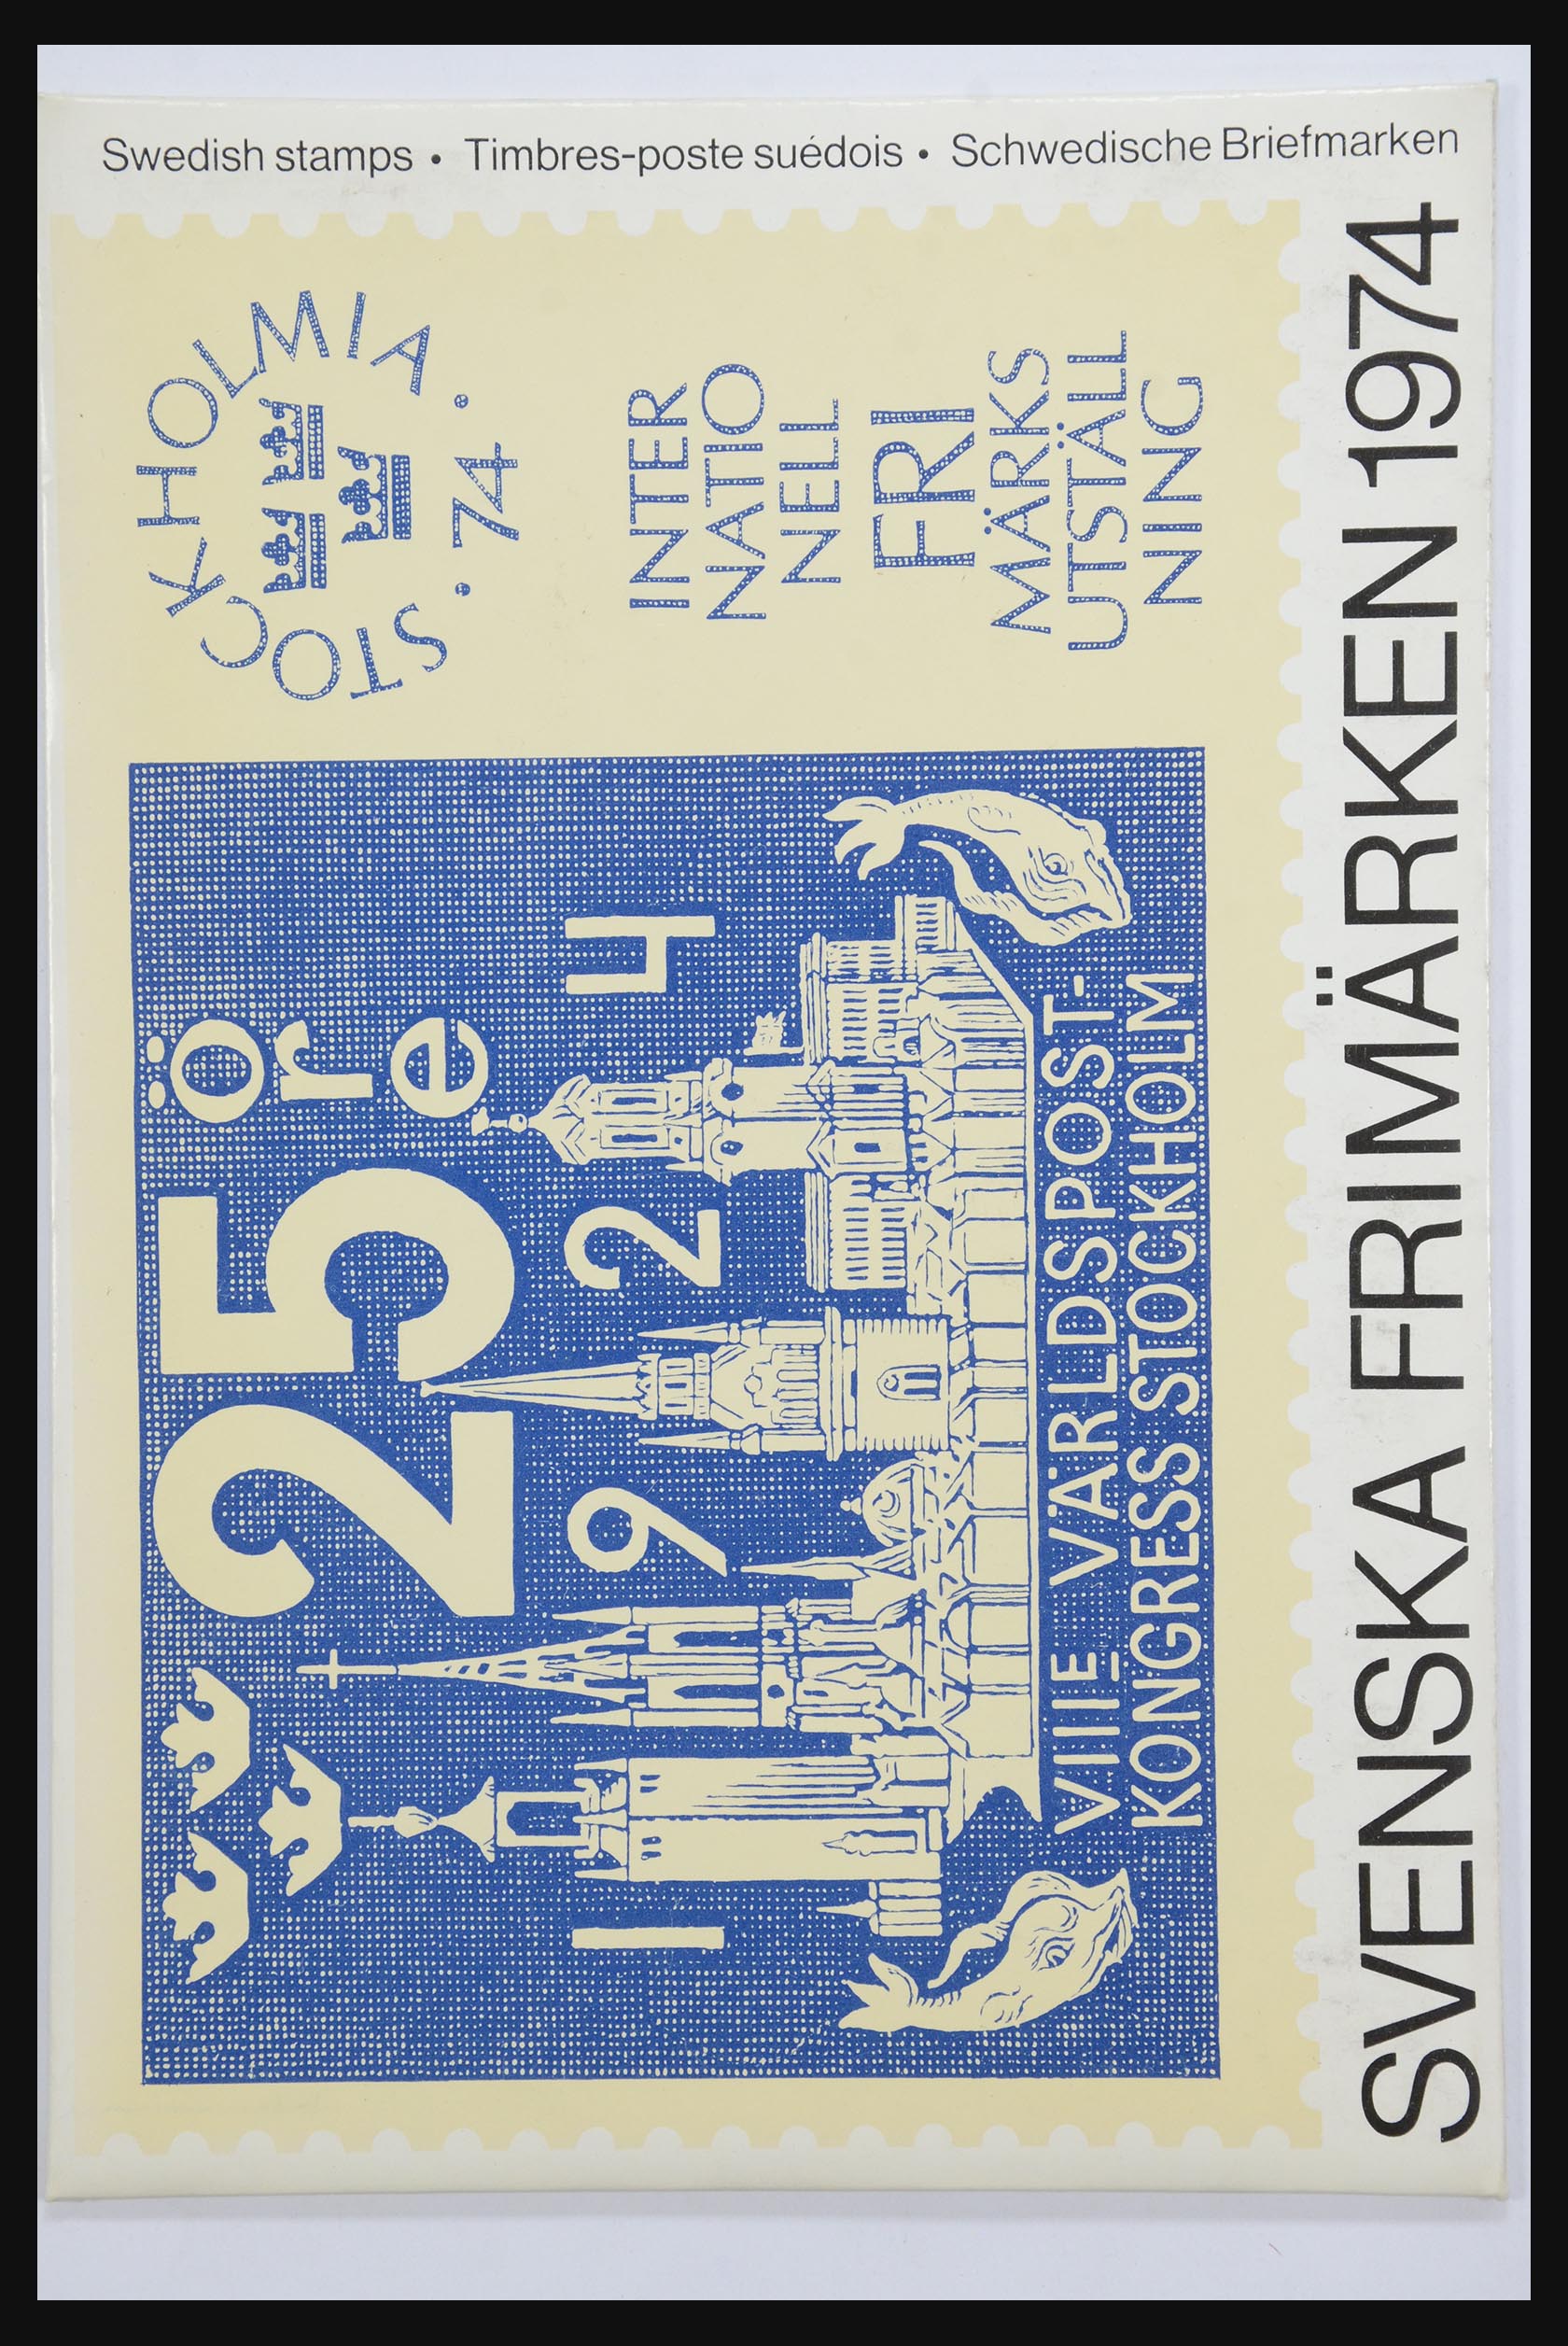 Swedish stamps • Timbres-poste suédois • Schwedische Briefmarken
SVENSKA FRIMÄRKEN 1974
STOCKHOLMIA · 74 ·
INTER
NATIO
NELL
FRI
MÄRKS
UTSTÄLL
NING
25 öre
1924
VIIIE VÄRLDSPOST-
KONGRESS STOCKHOLM